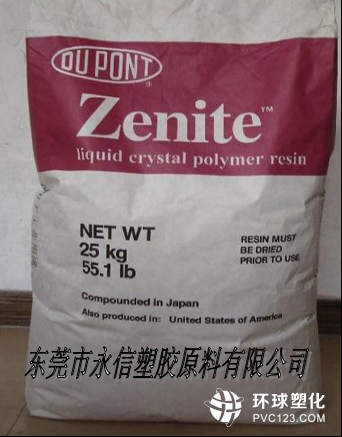 DU PONT
®
Zenite™
liquid crystal polymer resin
NET WT
25 kg
55.1 lb
RESIN MUST
BE DRIED
PRIOR TO USE
Compounded in Japan
Also produced in: United States of America
东莞市永信塑胶原料有限公司
环球塑化
PVC123.com